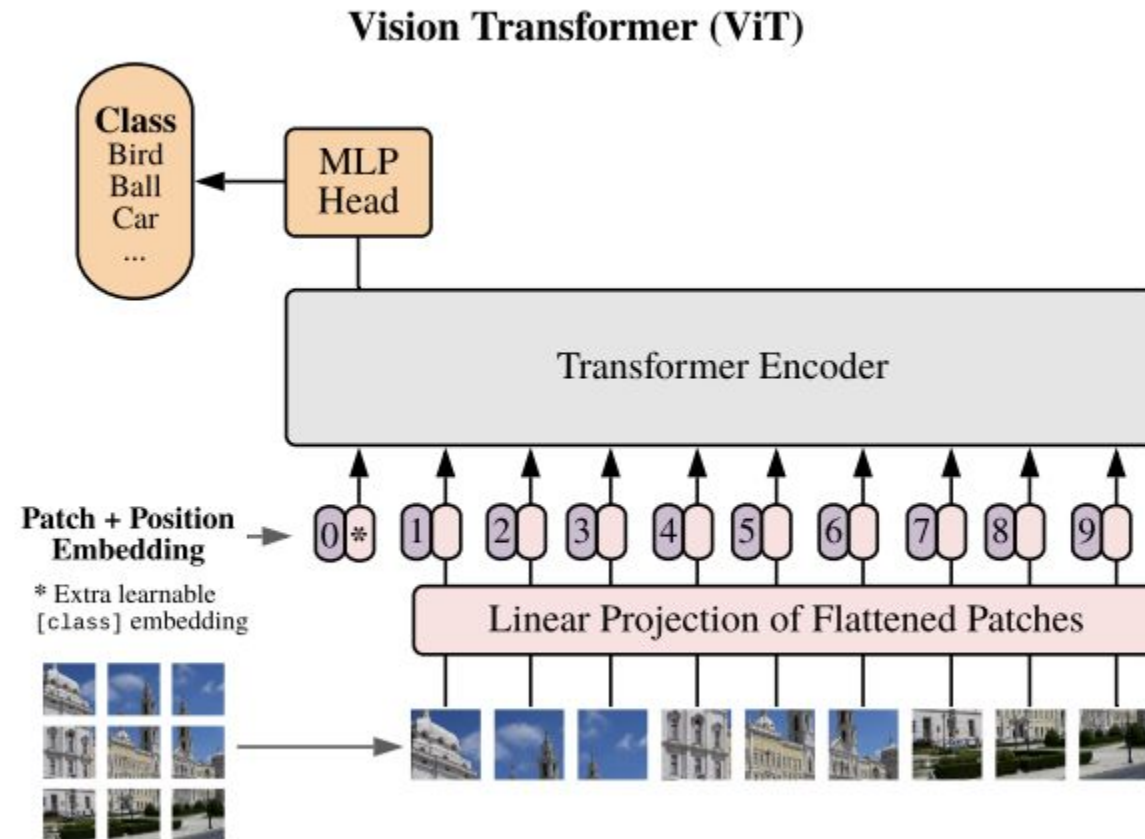 Vision Transformer (ViT)
Class
Bird
Ball
Car
...
MLP
Head
Transformer Encoder
Patch + Position
Embedding
0 * 1 2 3 4 5 6 7 8 9
* Extra learnable
[class] embedding
Linear Projection of Flattened Patches